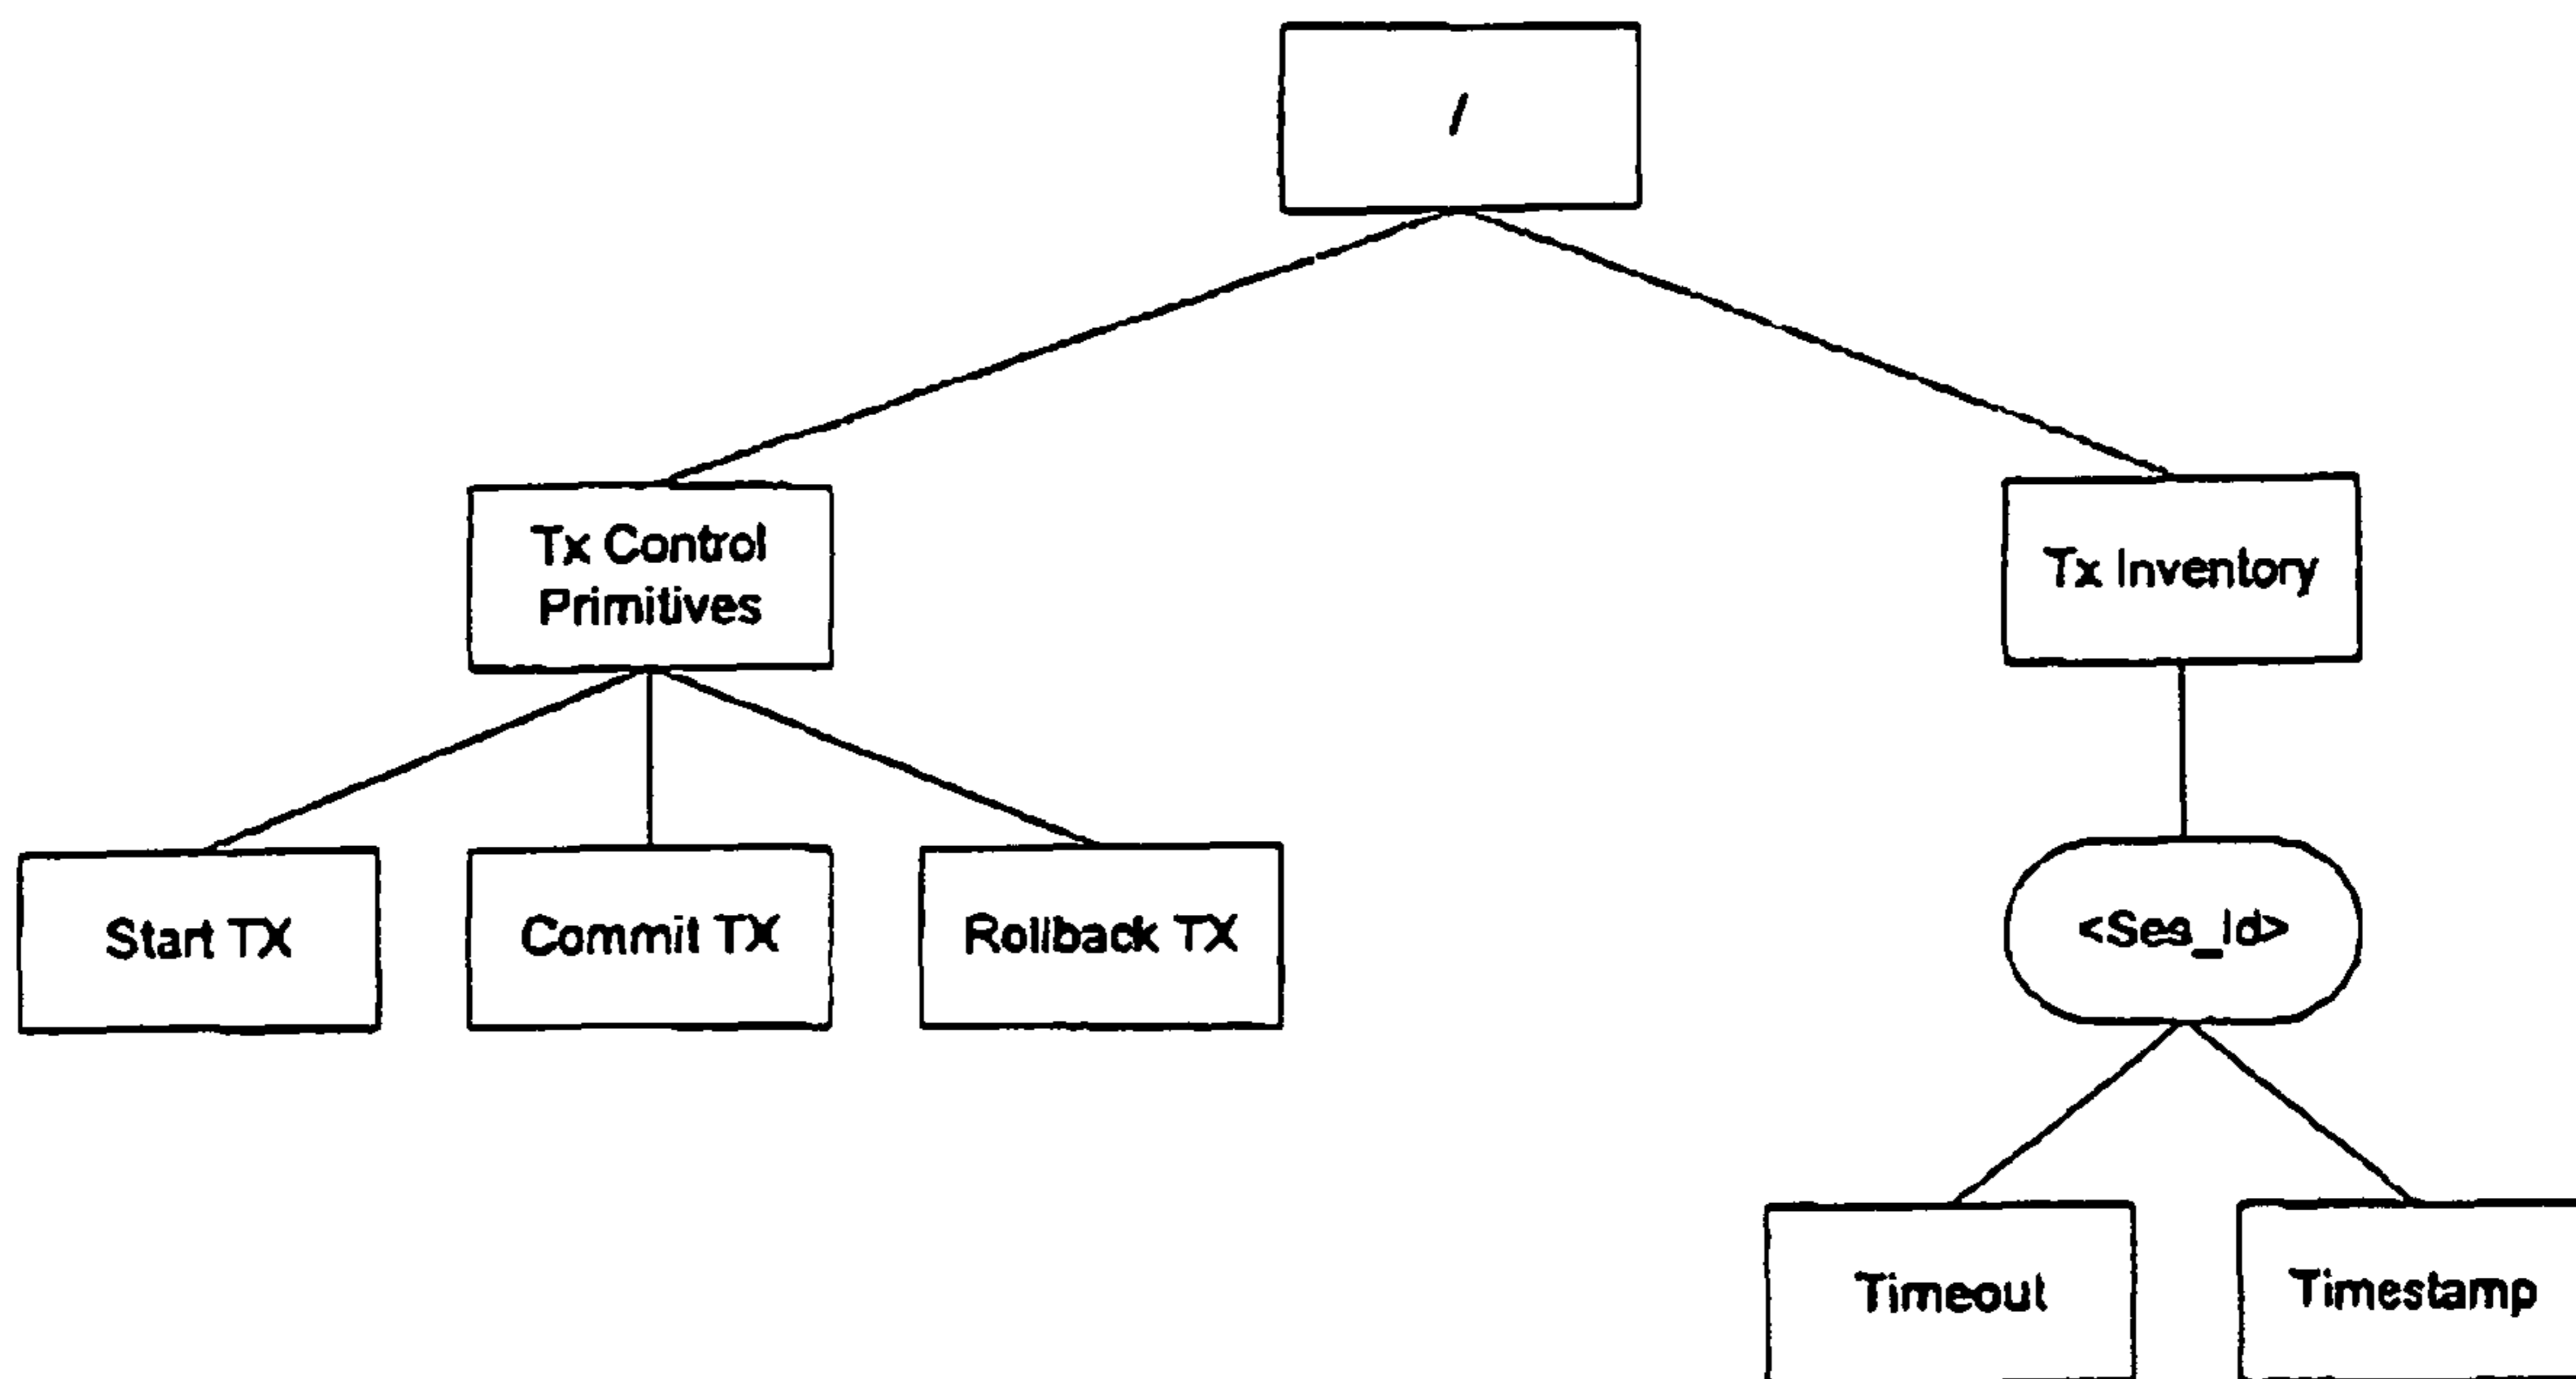 /
Tx Control
Primitives
Tx Inventory
Start TX
Commit TX
Rollback TX
<Ses_Id>
Timeout
Timestamp